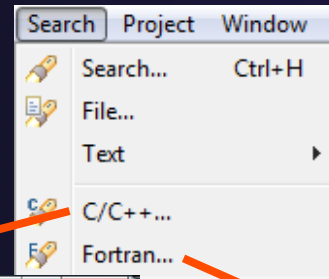 Search Project Window
Search... Ctrl+H
File...
Text
C/C++...
Fortran...